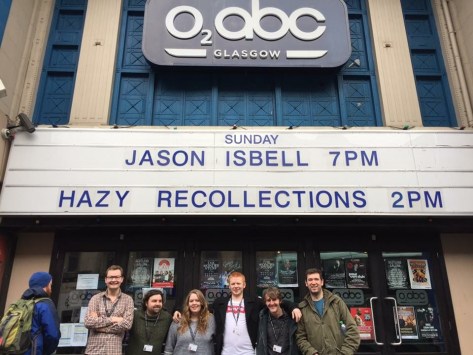 O2 abc
GLASGOW
SUNDAY
JASON ISBELL 7PM
HAZY RECOLLECTIONS 2PM